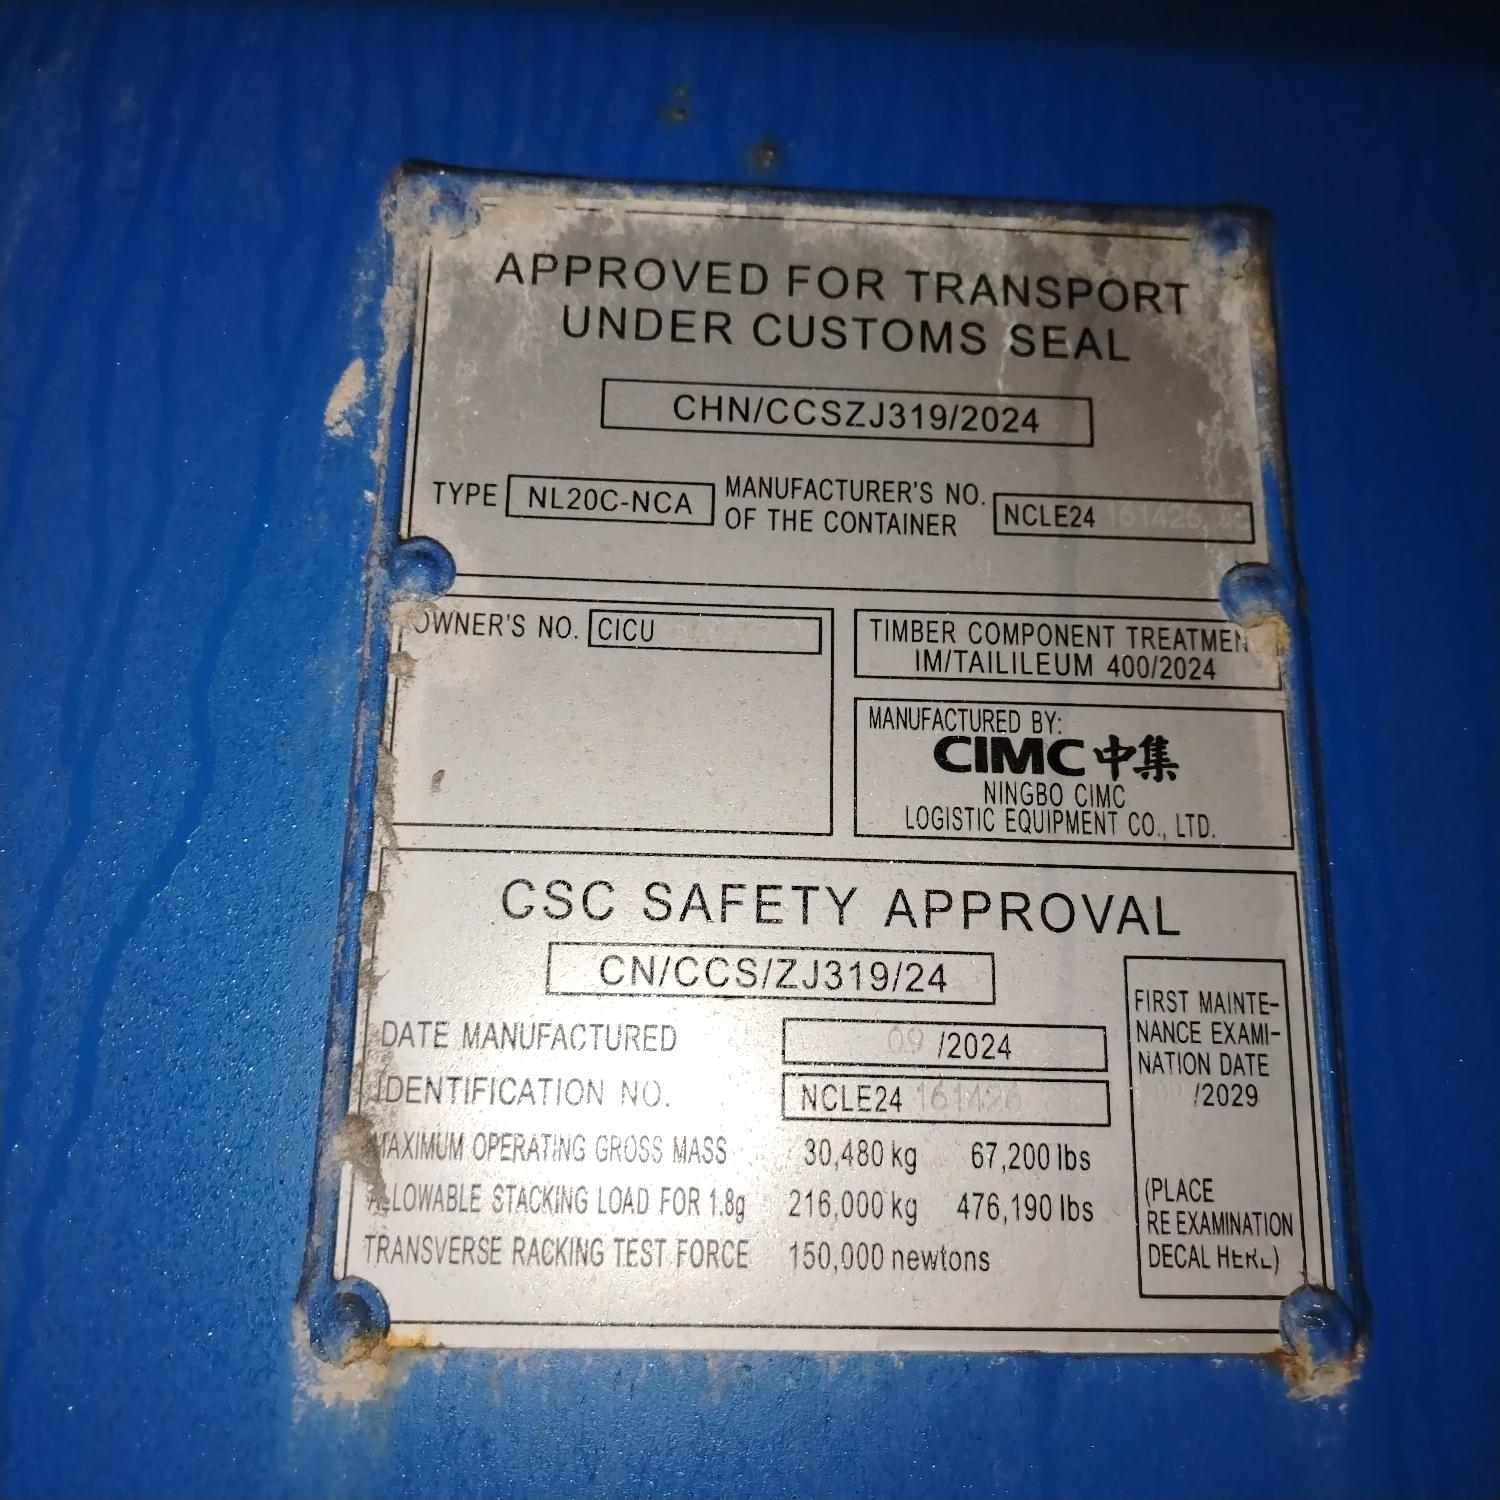 APPROVED FOR TRANSPORT
UNDER CUSTOMS SEAL
CHN/CCSZJ319/2024
TYPE NL20C-NCA
MANUFACTURER'S NO.
OF THE CONTAINER
NCLE24 161426
OWNER'S NO. CICU
TIMBER COMPONENT TREATMEN
IM/TAILILEUM 400/2024
MANUFACTURED BY:
CIMC 中集
NINGBO CIMC
LOGISTIC EQUIPMENT CO., LTD.
CSC SAFETY APPROVAL
CN/CCS/ZJ319/24
DATE MANUFACTURED 09 /2024
IDENTIFICATION NO. NCLE24 161426
MAXIMUM OPERATING GROSS MASS 30,480 kg 67,200 lbs
ALLOWABLE STACKING LOAD FOR 1.8g 216,000 kg 476,190 lbs
TRANSVERSE RACKING TEST FORCE 150,000 newtons
FIRST MAINTE-
NANCE EXAMI-
NATION DATE
/2029
(PLACE
RE EXAMINATION
DECAL HERE)